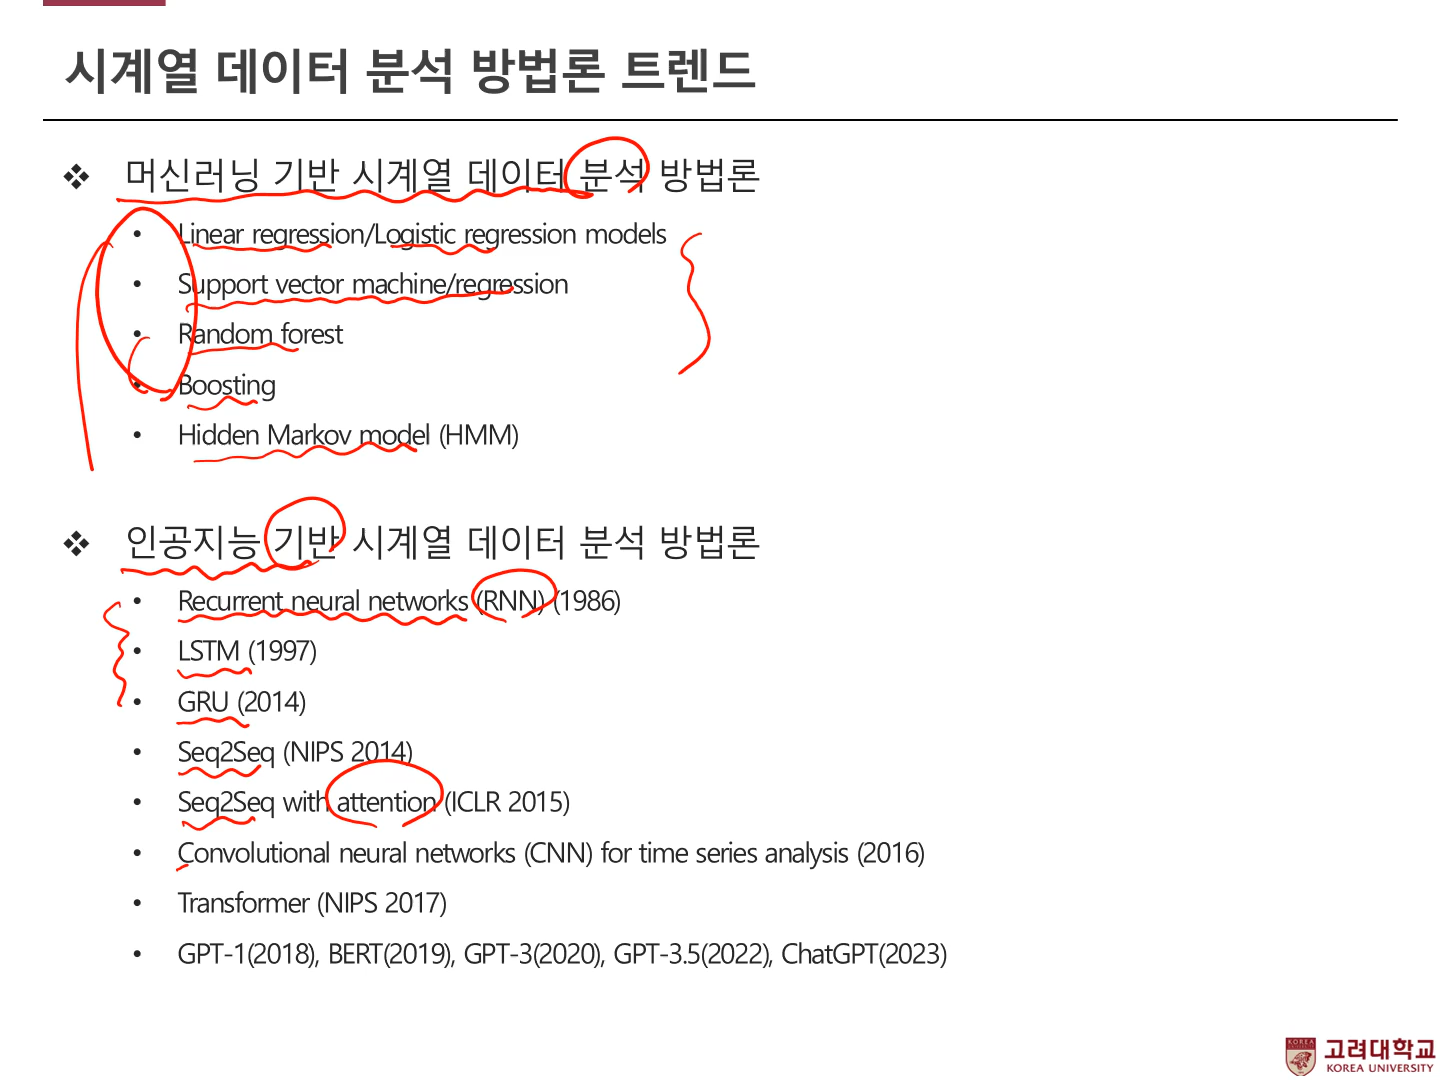 시계열 데이터 분석 방법론 트렌드
❖ 머신러닝 기반 시계열 데이터 분석 방법론
• Linear regression/Logistic regression models
• Support vector machine/regression
• Random forest
• Boosting
• Hidden Markov model (HMM)
❖ 인공지능 기반 시계열 데이터 분석 방법론
• Recurrent neural networks (RNN) (1986)
• LSTM (1997)
• GRU (2014)
• Seq2Seq (NIPS 2014)
• Seq2Seq with attention (ICLR 2015)
• Convolutional neural networks (CNN) for time series analysis (2016)
• Transformer (NIPS 2017)
• GPT-1(2018), BERT(2019), GPT-3(2020), GPT-3.5(2022), ChatGPT(2023)
고려대학교
KOREA UNIVERSITY